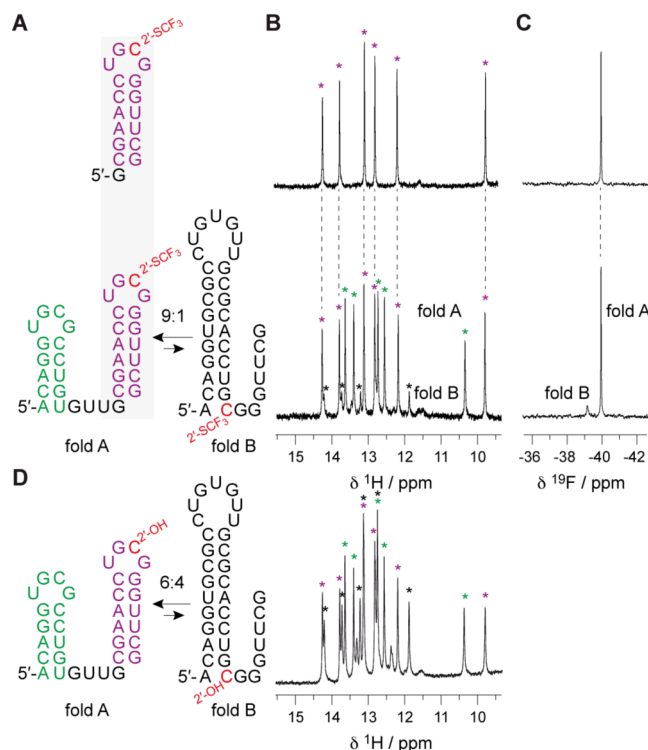 A
B
C
2'-SCF3
G C
U G
C G
C G
A U
A U
G C
C G
5'-G
2'-SCF3
G C
U G
C G
C G
A U
A U
G C
C G
9:1
G C
U G
G C
G C
A U
C G
5'-A U G U U G
fold A
U G
G U
U U
C G
C G
G C
C G
G C
U A G
G C C
G C U
A U U
C G G
5'-A C G G
2'-SCF3
fold B
* * * * * *
* * * * * * * * * *
* * * *
fold A
fold B
15 14 13 12 11 10
δ 1H / ppm
fold A
fold B
-36 -38 -40 -42
δ 19F / ppm
D
2'-OH
G C
U G
C G
C G
A U
A U
G C
C G
6:4
G C
U G
G C
G C
A U
C G
5'-A U G U U G
fold A
U G
G U
U U
C G
C G
G C
C G
G C
U A G
G C C
G C U
A U U
C G G
5'-A C G G
2'-OH
fold B
15 14 13 12 11 10
δ 1H / ppm